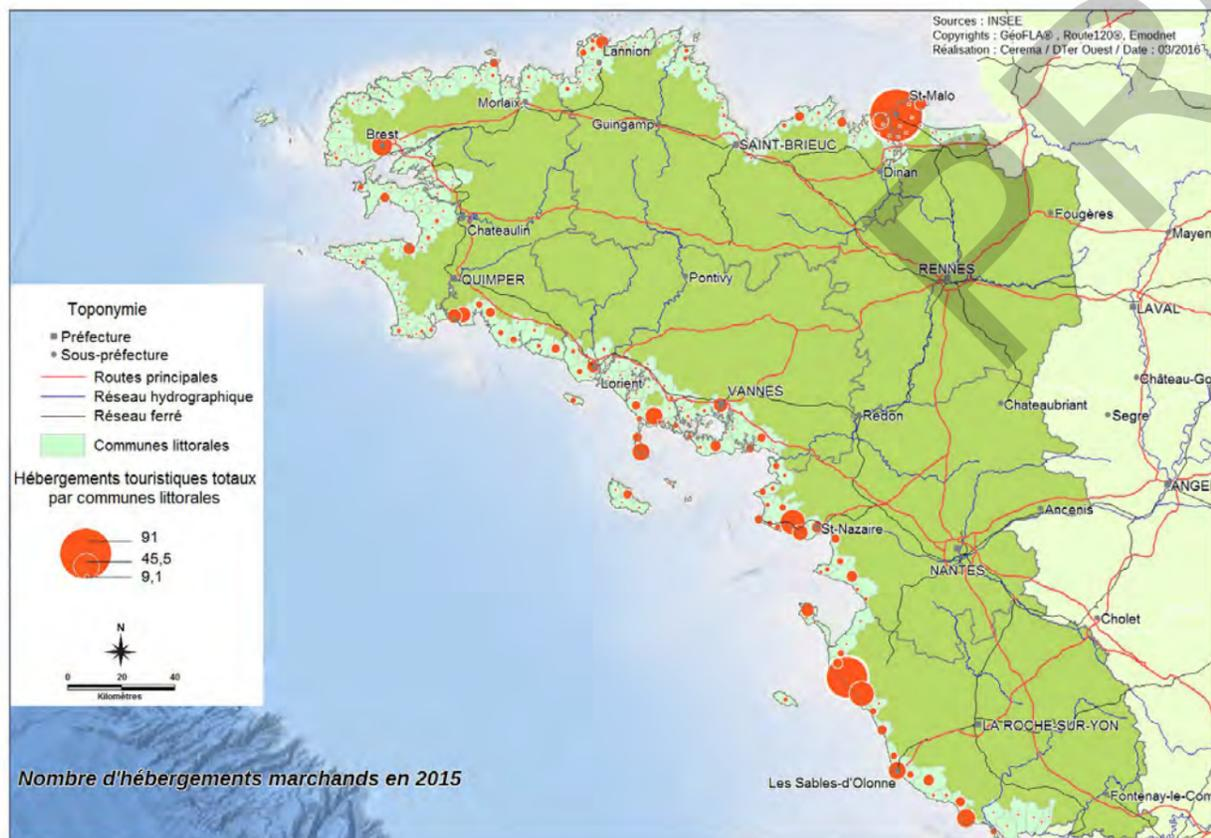 Sources : INSEE
Copyrights : GéoFLA® , Route120®, Emodnet
Réalisation : Cerema / DTer Ouest / Date : 03/2016
Lannion
Morlaix
St-Malo
Brest
Guingamp
SAINT-BRIEUC
Dinan
Fougères
Mayen
Chateaulin
RENNES
QUIMPER
Pontivy
LAVAL
Toponymie
Préfecture
Sous-préfecture
Routes principales
Réseau hydrographique
Réseau ferré
Communes littorales
Hébergements touristiques totaux
par communes littorales
91
45,5
9,1
N
0 20 40
Kilomètres
Lorient
VANNES
Redon
Château-Go
Chateaubriant
Segre
ANGE
Ancenis
St-Nazaire
NANTES
Cholet
LA ROCHE-SUR-YON
Les Sables-d'Olonne
Fontenay-le-Com
Nombre d'hébergements marchands en 2015
PR